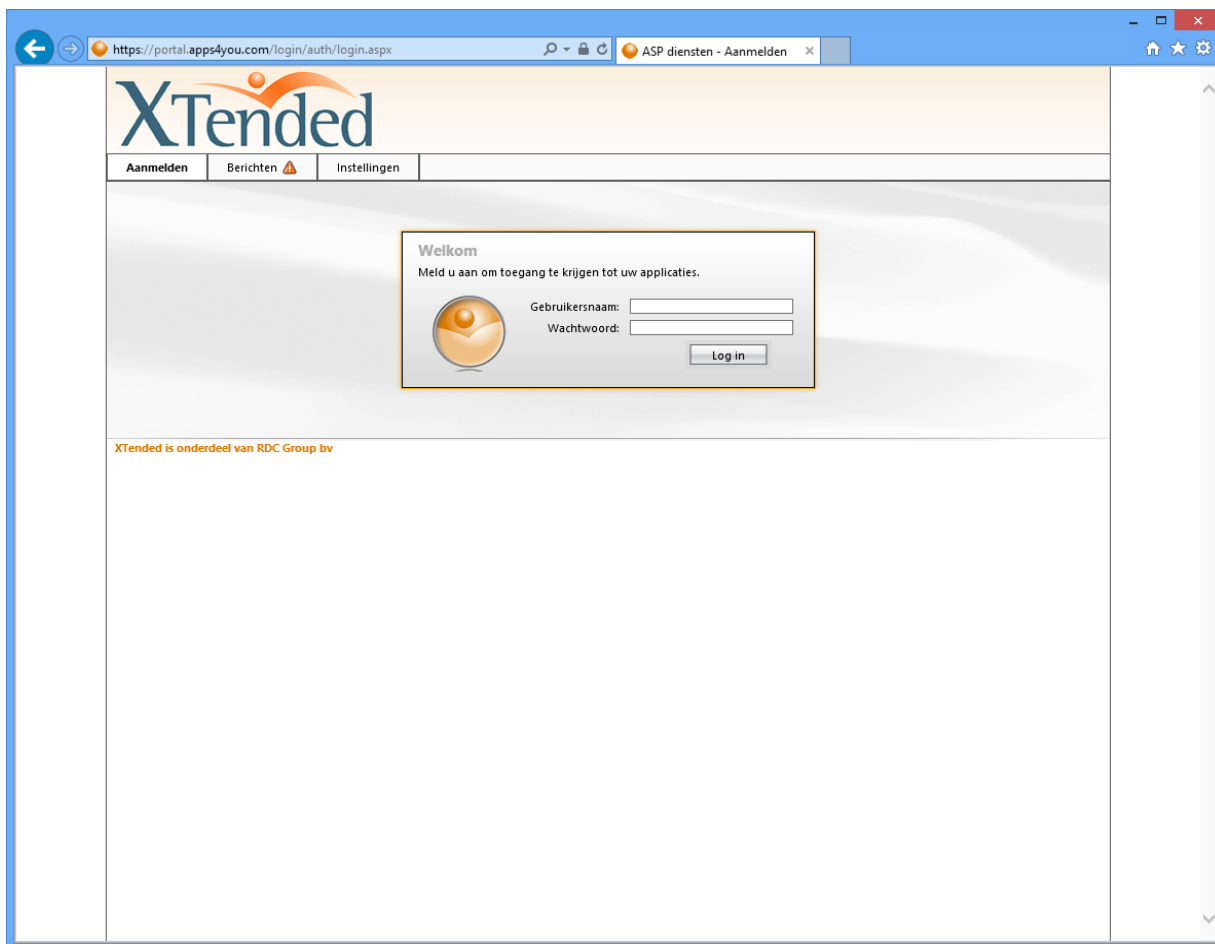 https://portal.apps4you.com/login/auth/login.aspx
ASP diensten - Aanmelden
XTended
Aanmelden Berichten Instellingen
Welkom
Meld u aan om toegang te krijgen tot uw applicaties.
Gebruikersnaam:
Wachtwoord:
Log in
XTended is onderdeel van RDC Group bv